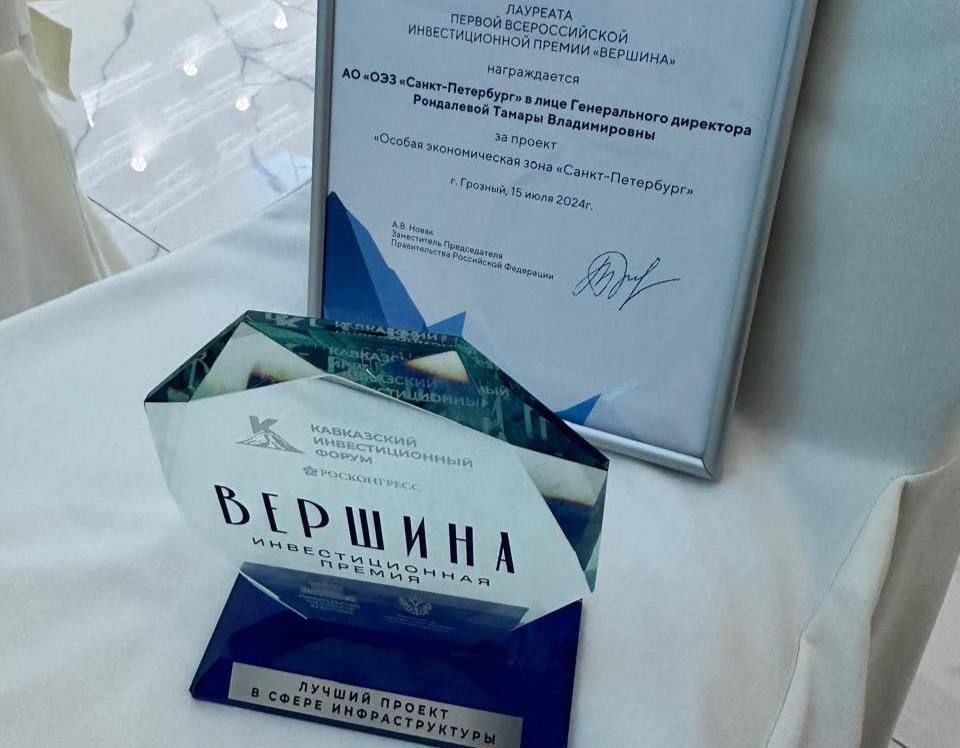 ЛАУРЕАТА
ПЕРВОЙ ВСЕРОССИЙСКОЙ
ИНВЕСТИЦИОННОЙ ПРЕМИИ «ВЕРШИНА»
награждается
АО «ОЭЗ «Санкт-Петербург» в лице Генерального директора
Рондалевой Тамары Владимировны
за проект
«Особая экономическая зона «Санкт-Петербург»
г. Грозный, 15 июля 2024г.
А.В. Новак
Заместитель Председателя
Правительства Российской Федерации
КАВКАЗСКИЙ
ИНВЕСТИЦИОННЫЙ
ФОРУМ
РОСКОНГРЕСС
ВЕРШИНА
ИНВЕСТИЦИОННАЯ
ПРЕМИЯ
ЛУЧШИЙ ПРОЕКТ
В СФЕРЕ ИНФРАСТРУКТУРЫ